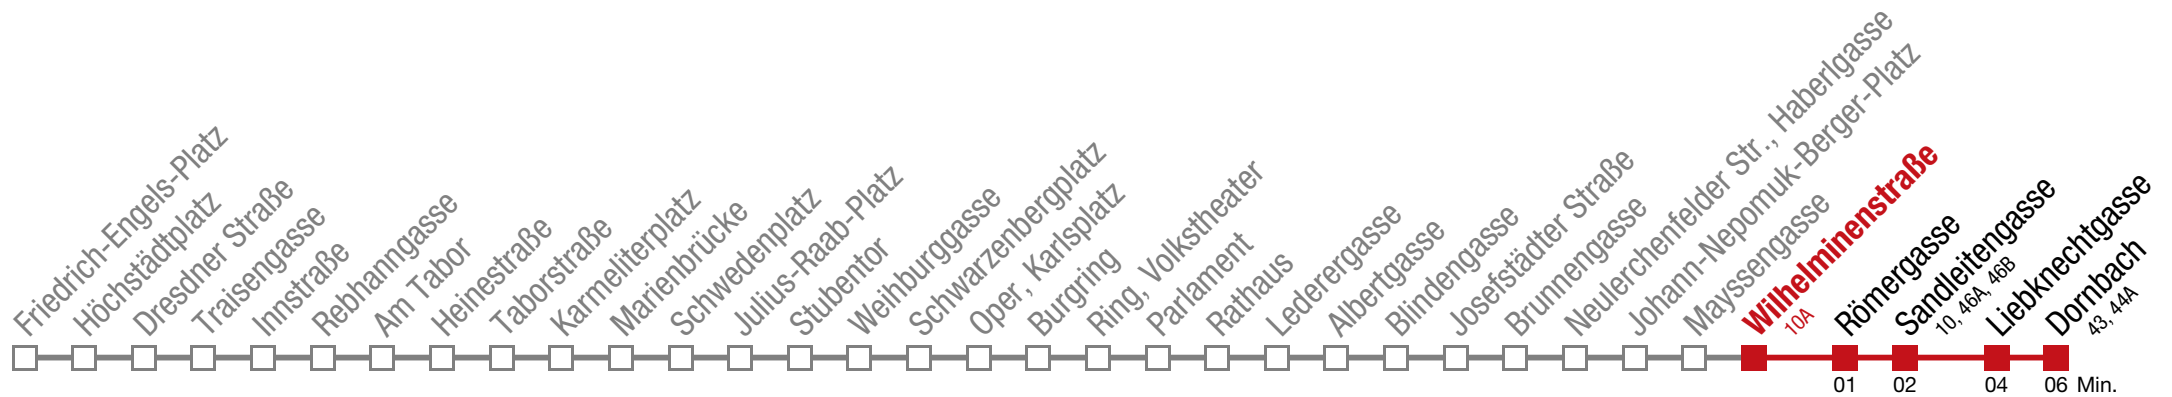 Friedrich-Engels-Platz
Höchstädtplatz
Dresdner Straße
Traisengasse
Innstraße
Rebhanngasse
Am Tabor
Heinestraße
Taborstraße
Karmeliterplatz
Marienbrücke
Schwedenplatz
Julius-Raab-Platz
Stubentor
Weihburggasse
Schwarzenbergplatz
Oper, Karlsplatz
Burgring
Ring, Volkstheater
Parlament
Rathaus
Lederergasse
Albertgasse
Blindengasse
Josefstädter Straße
Brunnengasse
Neulerchenfelder Str., Haberlgasse
Johann-Nepomuk-Berger-Platz
Mayssengasse
Wilhelminenstraße
10A
Römergasse
Sandleitengasse
10, 46A, 46B
Liebknechtgasse
Dornbach
43, 44A
01 02 04 06 Min.